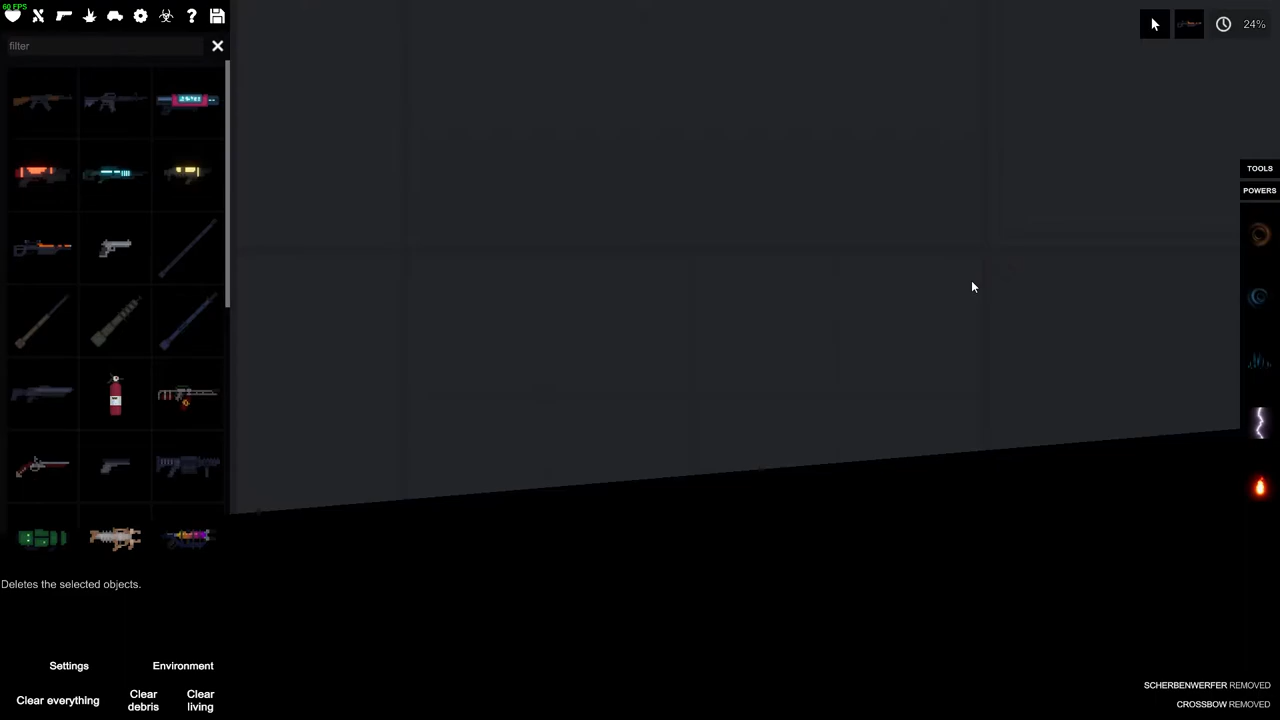 60 FPS
24%
filter
TOOLS
POWERS
Deletes the selected objects.
Settings
Environment
Clear everything
Clear debris
Clear living
SCHERBENWERFER REMOVED
CROSSBOW REMOVED